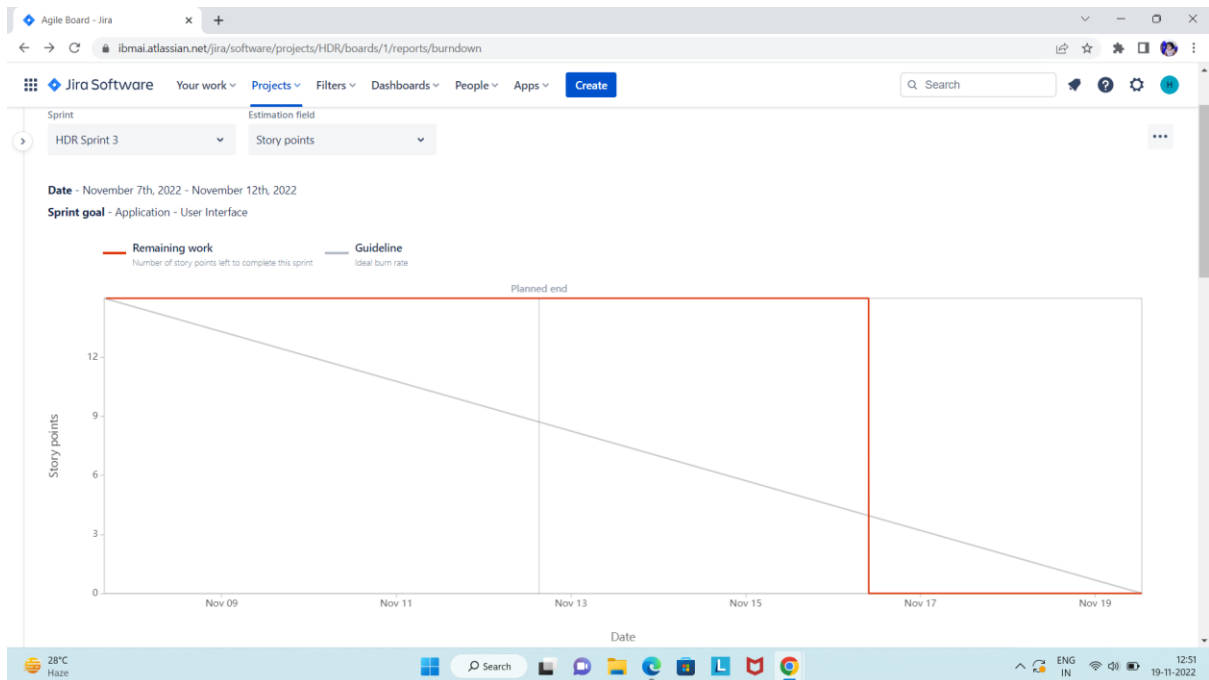 Agile Board - Jira
ibmai.atlassian.net/jira/software/projects/HDR/boards/1/reports/burndown
Jira Software Your work Projects Filters Dashboards People Apps Create Search H
Sprint Estimation field
HDR Sprint 3 Story points
Date - November 7th, 2022 - November 12th, 2022
Sprint goal - Application - User Interface
Remaining work Guideline
Number of story points left to complete this sprint Ideal burn rate
Planned end
12
9
6
3
0
Story points
Nov 09 Nov 11 Nov 13 Nov 15 Nov 17 Nov 19
Date
28°C
Haze
Search
L
ENG
IN
12:51
19-11-2022